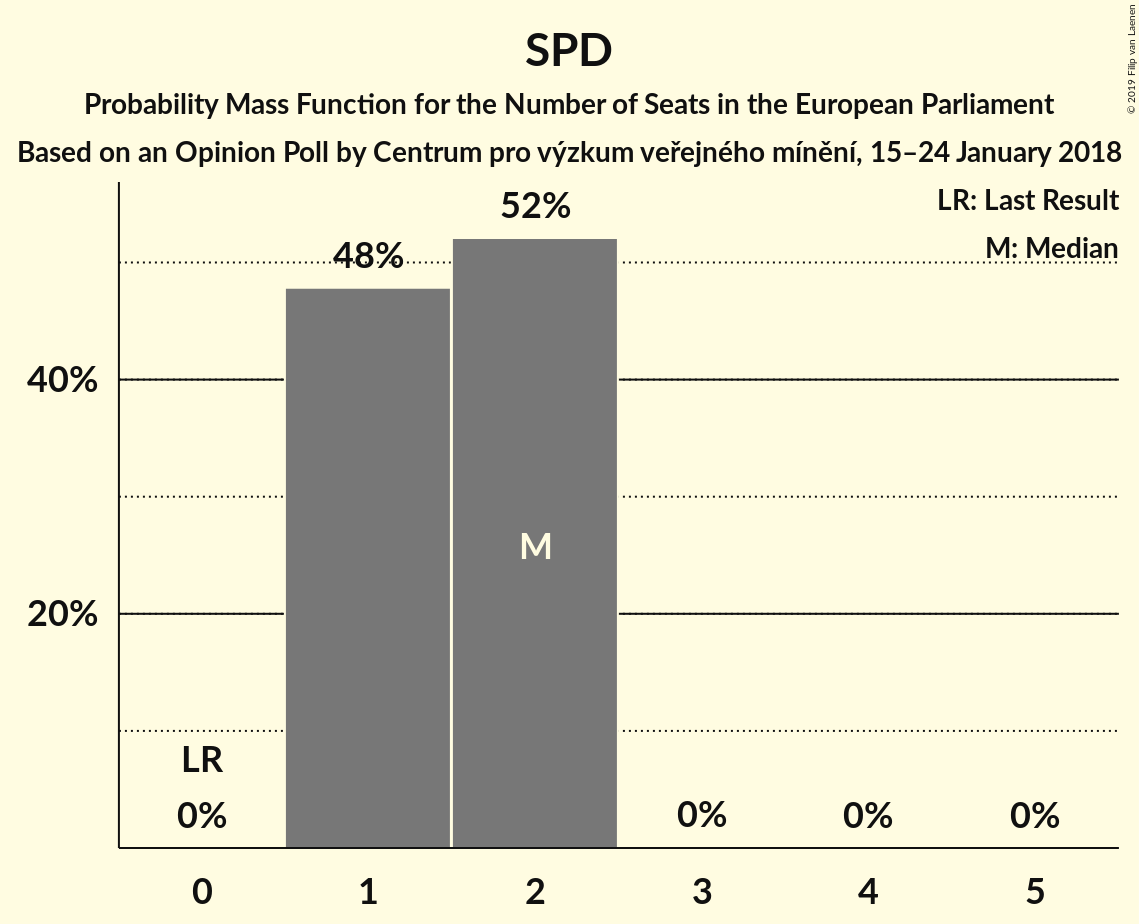 SPD
Probability Mass Function for the Number of Seats in the European Parliament
Based on an Opinion Poll by Centrum pro výzkum veřejného mínění, 15–24 January 2018
© 2019 Filip van Laenen
LR: Last Result
M: Median
52%
48%
40%
M
20%
LR
0%
0%
0%
0%
0
1
2
3
4
5